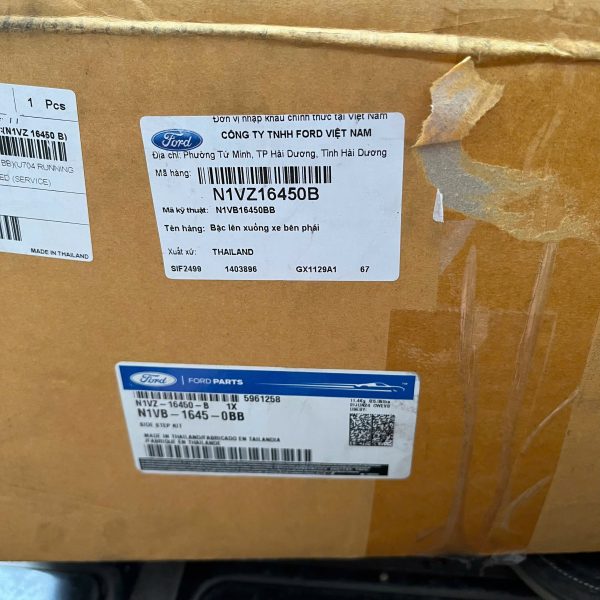 1 Pcs
(N1VZ 16450 B)
BB)(U704 RUNNING
ED (SERVICE)
MADE IN THAILAND
Đơn vị nhập khẩu chính thức tại Việt Nam
Ford
CÔNG TY TNHH FORD VIỆT NAM
Địa chỉ: Phường Tứ Minh, TP Hải Dương, Tỉnh Hải Dương
Mã hàng:
N1VZ16450B
Mã kỹ thuật: N1VB16450BB
Tên hàng: Bậc lên xuống xe bên phải
Xuất xứ: THAILAND
SIF2499 1403896 GX1129A1 67
Ford FORD PARTS
N1VZ-16450-B 1X 5961258
N1VB-1645-0BB
SIDE STEP KIT
MADE IN THAILAND/FABRICADO EN TAILANDIA
/FABRIQUE EN THAILANDE